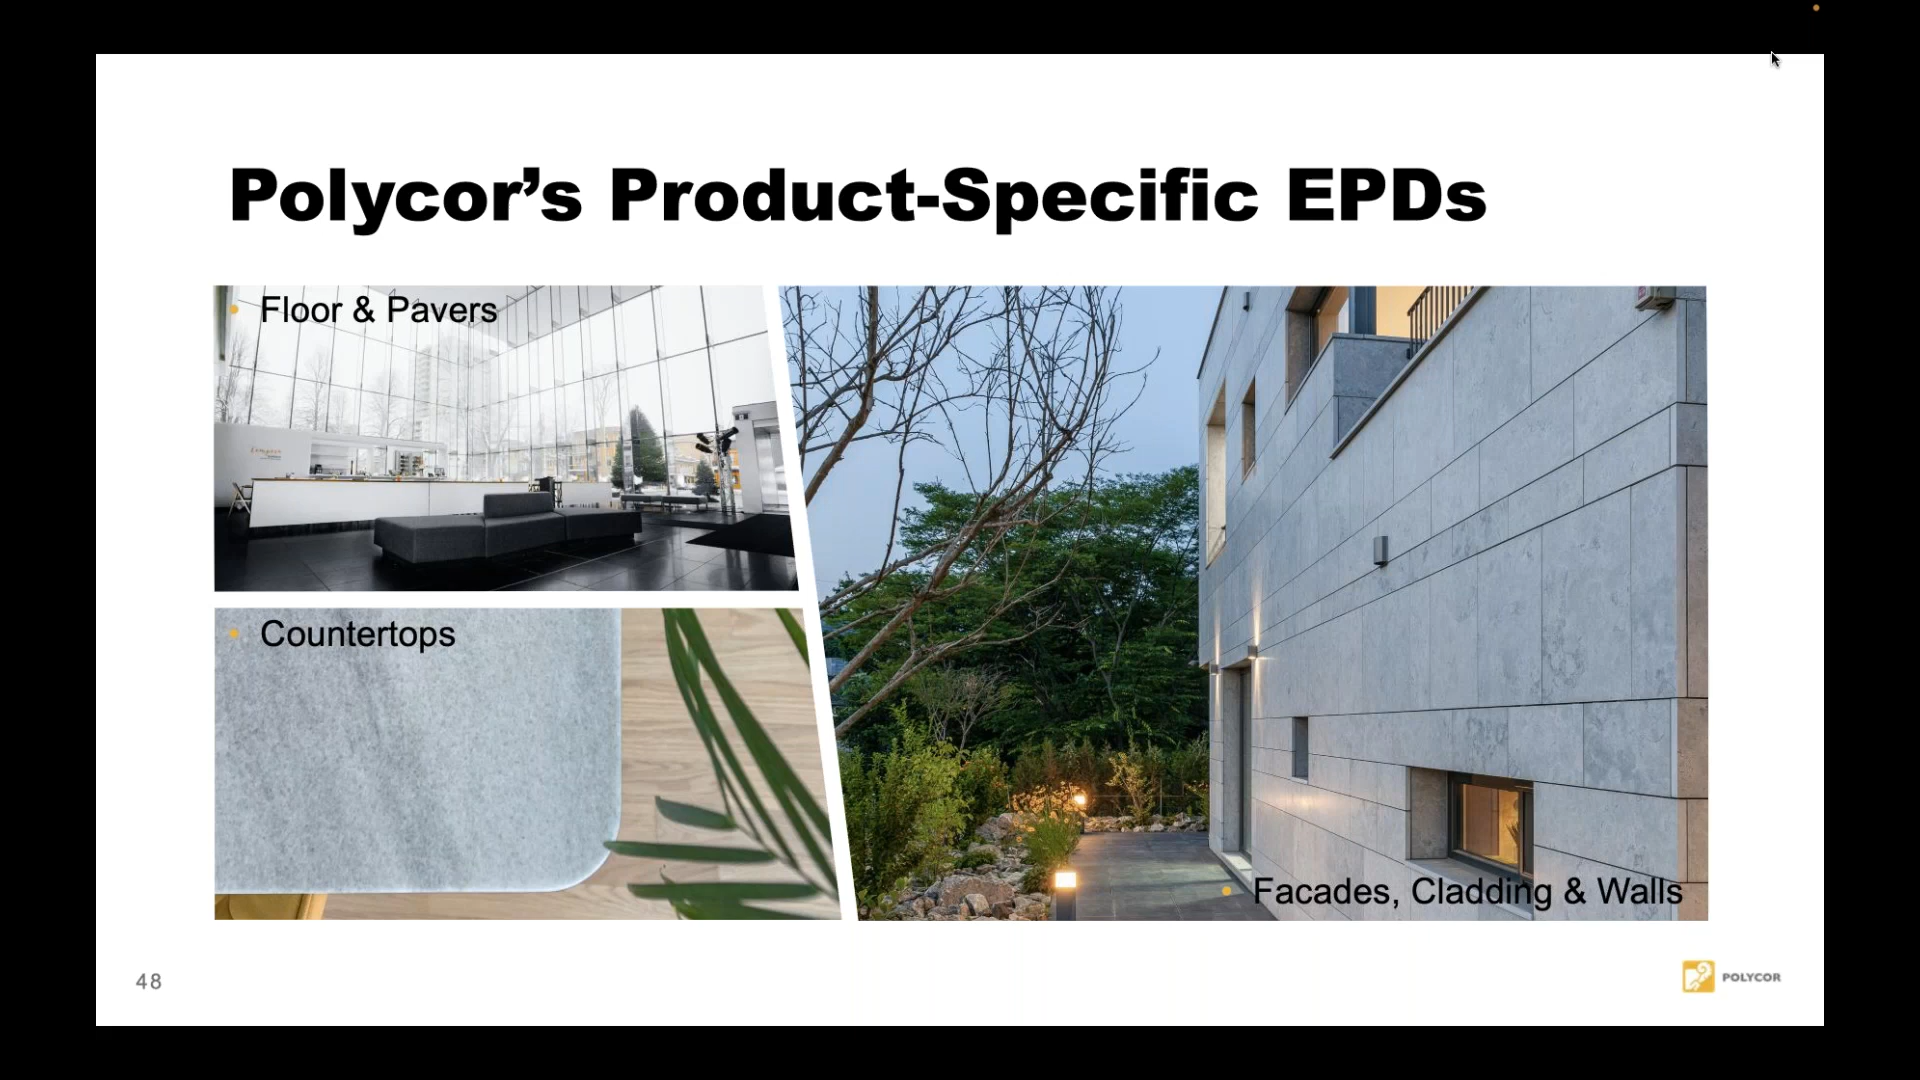 Polycor’s Product-Specific EPDs
• Floor & Pavers
• Countertops
• Facades, Cladding & Walls
48
POLYCOR